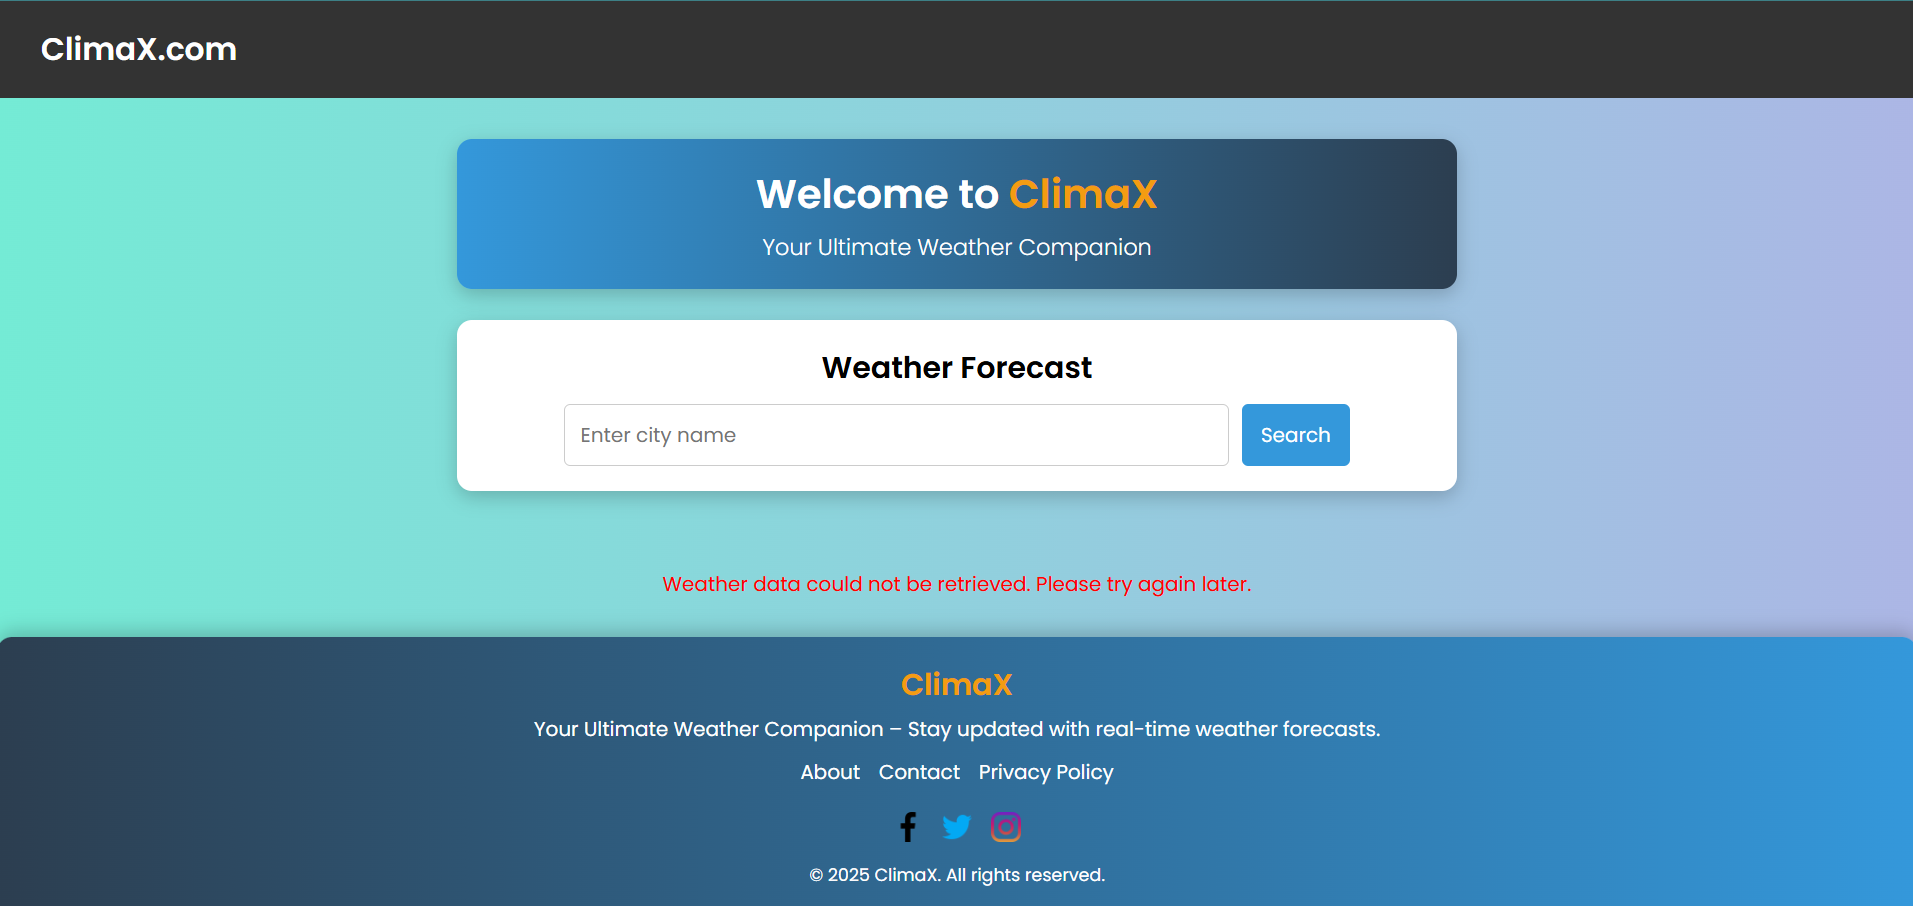 ClimaX.com
Welcome to ClimaX
Your Ultimate Weather Companion
Weather Forecast
Enter city name
Search
Weather data could not be retrieved. Please try again later.
ClimaX
Your Ultimate Weather Companion – Stay updated with real-time weather forecasts.
About Contact Privacy Policy
© 2025 ClimaX. All rights reserved.